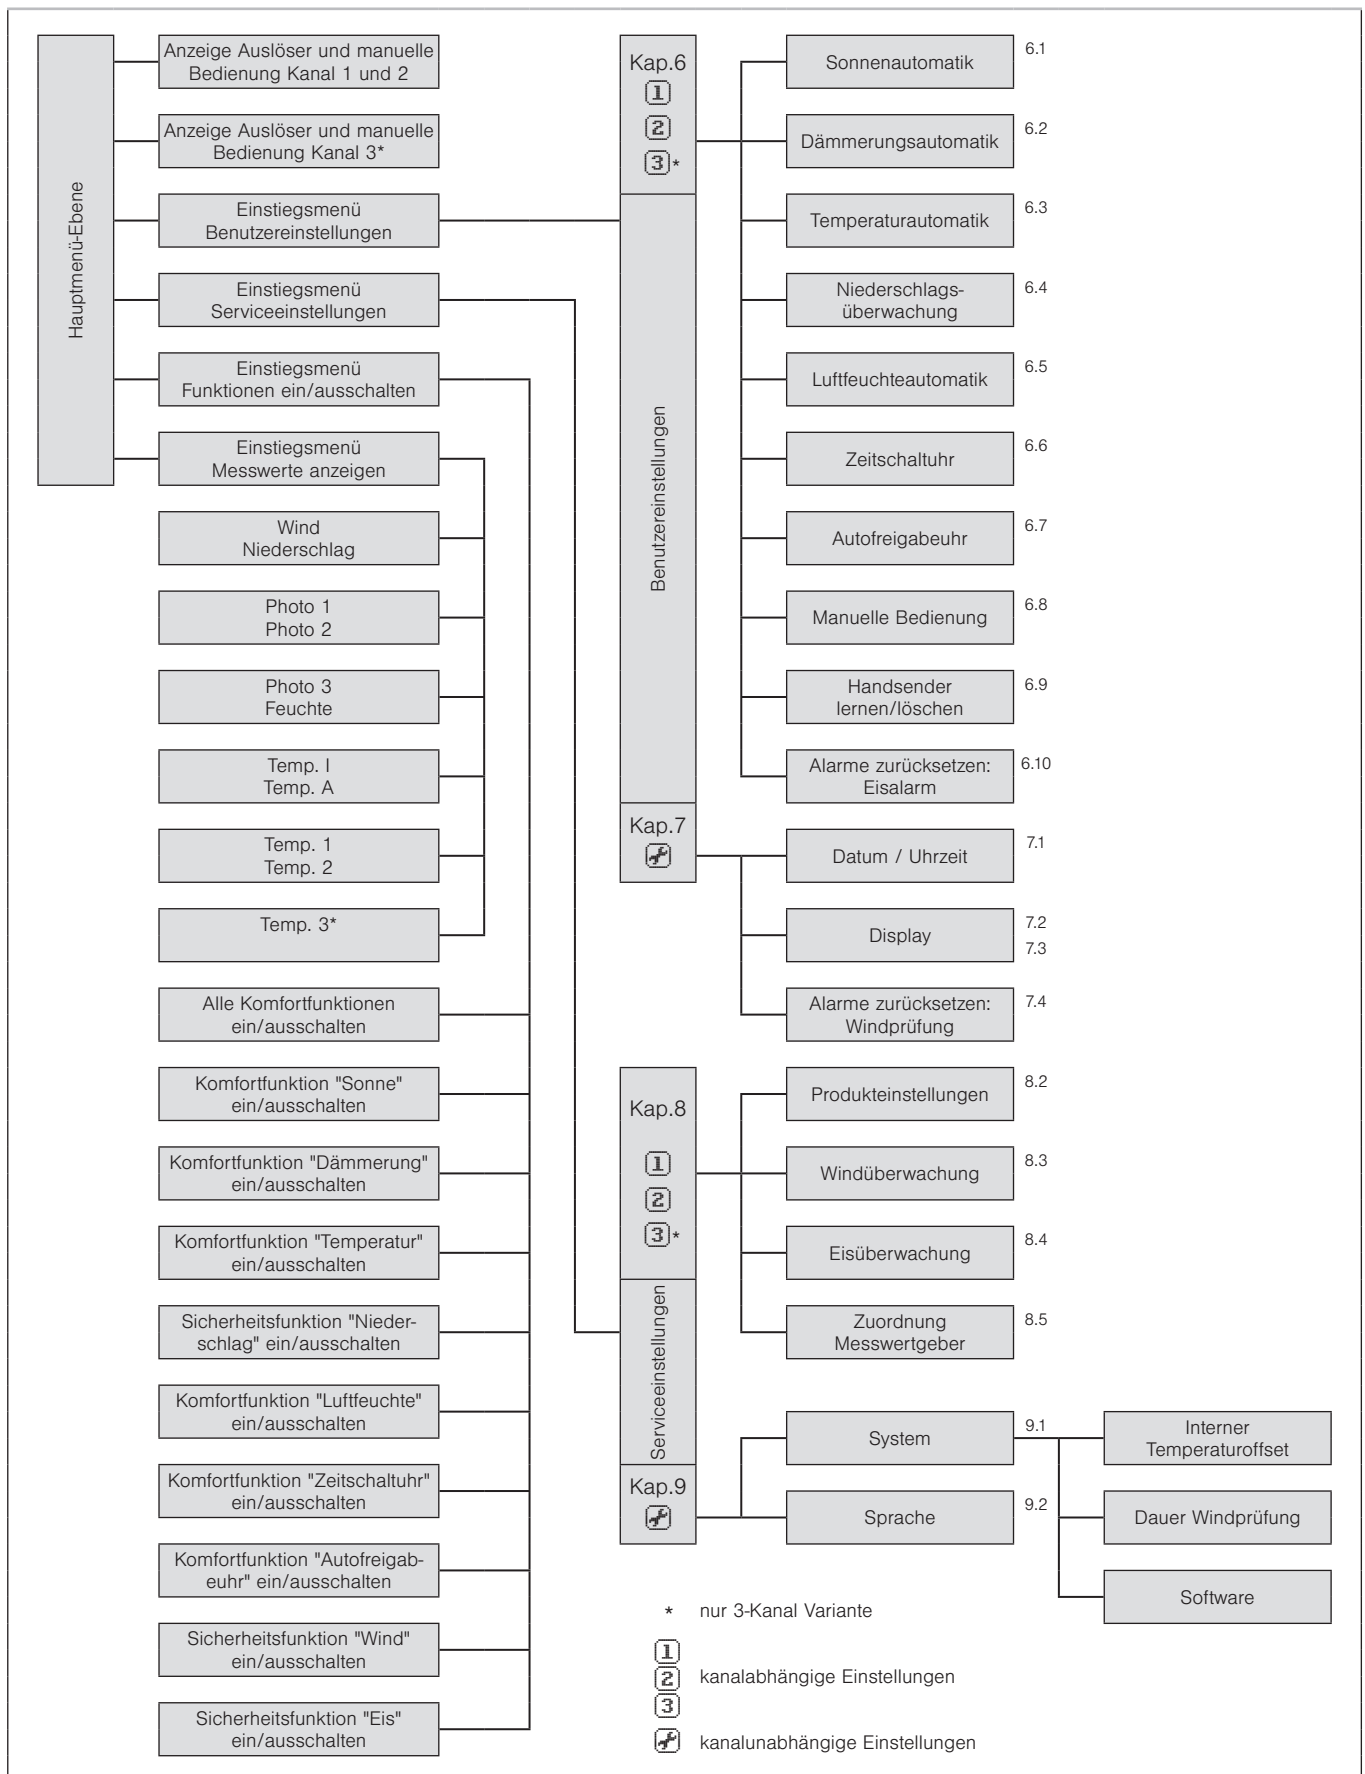 Hauptmenü-Ebene
Anzeige Auslöser und manuelle
Bedienung Kanal 1 und 2
Anzeige Auslöser und manuelle
Bedienung Kanal 3*
Einstiegsmenü
Benutzereinstellungen
Einstiegsmenü
Serviceeinstellungen
Einstiegsmenü
Funktionen ein/ausschalten
Einstiegsmenü
Messwerte anzeigen
Wind
Niederschlag
Photo 1
Photo 2
Photo 3
Feuchte
Temp. I
Temp. A
Temp. 1
Temp. 2
Temp. 3*
Alle Komfortfunktionen
ein/ausschalten
Komfortfunktion "Sonne"
ein/ausschalten
Komfortfunktion "Dämmerung"
ein/ausschalten
Komfortfunktion "Temperatur"
ein/ausschalten
Sicherheitsfunktion "Nieder-
schlag" ein/ausschalten
Komfortfunktion "Luftfeuchte"
ein/ausschalten
Komfortfunktion "Zeitschaltuhr"
ein/ausschalten
Komfortfunktion "Autofreigab-
euhr" ein/ausschalten
Sicherheitsfunktion "Wind"
ein/ausschalten
Sicherheitsfunktion "Eis"
ein/ausschalten
Kap.6
1
2
3*
Benutzereinstellungen
Kap.7
Sonnenautomatik
6.1
Dämmerungsautomatik
6.2
Temperaturautomatik
6.3
Niederschlags-
überwachung
6.4
Luftfeuchteautomatik
6.5
Zeitschaltuhr
6.6
Autofreigabeuhr
6.7
Manuelle Bedienung
6.8
Handsender
lernen/löschen
6.9
Alarme zurücksetzen:
Eisalarm
6.10
Datum / Uhrzeit
7.1
Display
7.2
7.3
Alarme zurücksetzen:
Windprüfung
7.4
Kap.8
1
2
3*
Serviceeinstellungen
Kap.9
Produkteinstellungen
8.2
Windüberwachung
8.3
Eisüberwachung
8.4
Zuordnung
Messwertgeber
8.5
System
9.1
Sprache
9.2
Interner
Temperaturoffset
Dauer Windprüfung
Software
* nur 3-Kanal Variante
1
2 kanalabhängige Einstellungen
3
kanalunabhängige Einstellungen